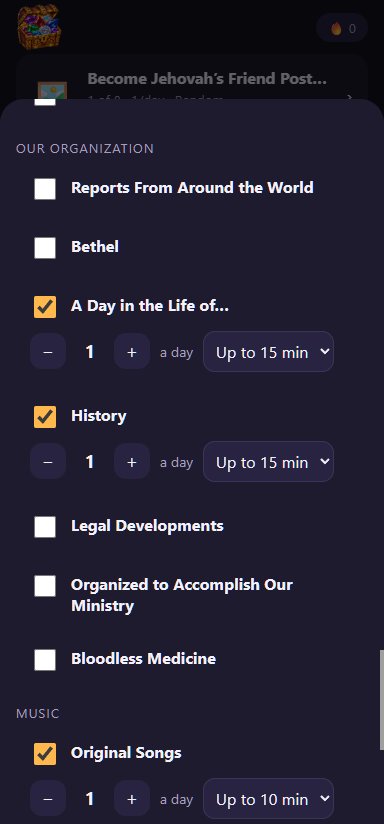 0
Become Jehovah's Friend Post...
OUR ORGANIZATION
Reports From Around the World
Bethel
A Day in the Life of...
− 1 + a day Up to 15 min
History
− 1 + a day Up to 15 min
Legal Developments
Organized to Accomplish Our
Ministry
Bloodless Medicine
MUSIC
Original Songs
− 1 + a day Up to 10 min